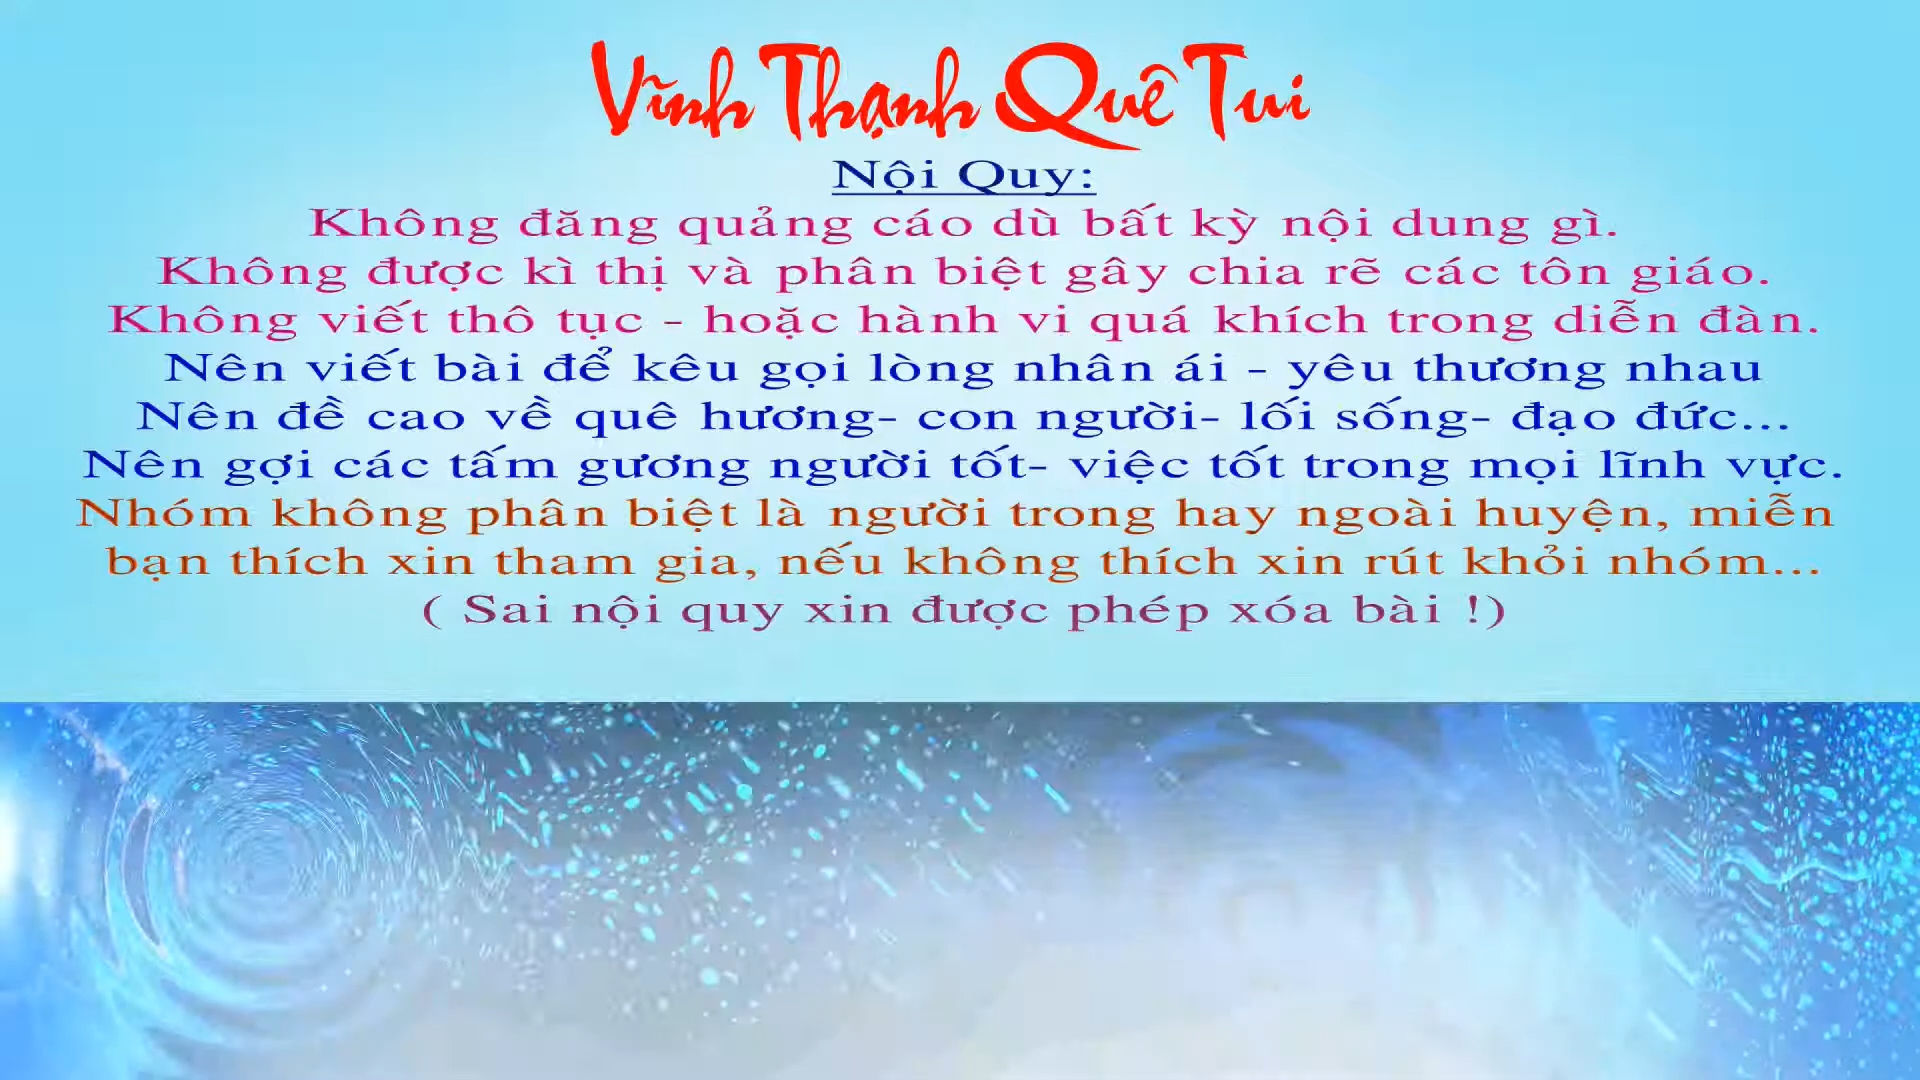 Vĩnh Thạnh Quê Tui
Nội Quy:
Không đăng quảng cáo dù bất kỳ nội dung gì.
Không được kì thị và phân biệt gây chia rẽ các tôn giáo.
Không viết thô tục - hoặc hành vi quá khích trong diễn đàn.
Nên viết bài để kêu gọi lòng nhân ái - yêu thương nhau
Nên đề cao về quê hương- con người- lối sống- đạo đức...
Nên gợi các tấm gương người tốt- việc tốt trong mọi lĩnh vực.
Nhóm không phân biệt là người trong hay ngoài huyện, miễn
bạn thích xin tham gia, nếu không thích xin rút khỏi nhóm...
( Sai nội quy xin được phép xóa bài !)